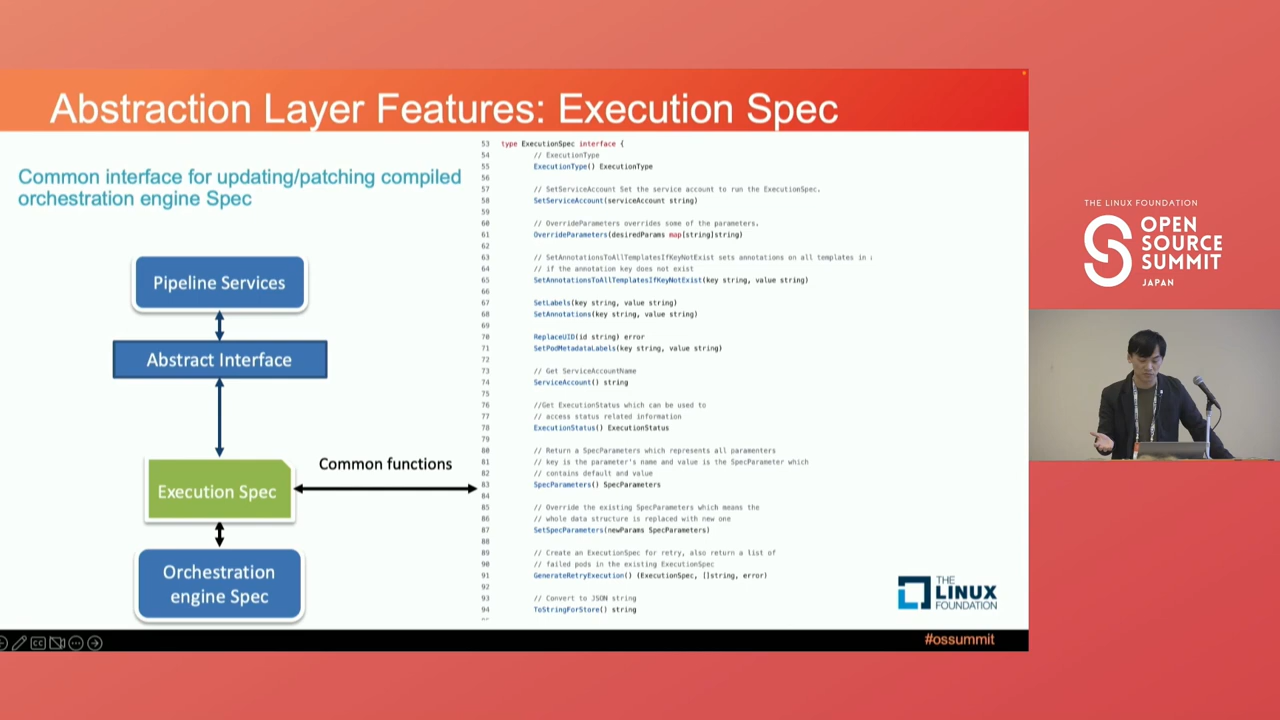 Abstraction Layer Features: Execution Spec
Common interface for updating/patching compiled
orchestration engine Spec
Pipeline Services
Abstract Interface
Execution Spec
Orchestration
engine Spec
Common functions
53 type ExecutionSpec interface {
54 // ExecutionType
55 ExecutionType() ExecutionType
56
57 // SetServiceAccount Set the service account to run the ExecutionSpec.
58 SetServiceAccount(serviceAccount string)
59
60 // OverrideParameters overrides some of the parameters.
61 OverrideParameters(desiredParams map[string]string)
62
63 // SetAnnotationsToAllTemplatesIfKeyNotExist sets annotations on all templates in
64 // if the annotation key does not exist
65 SetAnnotationsToAllTemplatesIfKeyNotExist(key string, value string)
66
67 SetLabels(key string, value string)
68 SetAnnotations(key string, value string)
69
70 ReplaceUID(id string) error
71 SetPodMetadataLabels(key string, value string)
72
73 // Get ServiceAccountName
74 ServiceAccount() string
75
76 //Get ExecutionStatus which can be used to
77 // access status related information
78 ExecutionStatus() ExecutionStatus
79
80 // Return a SpecParameters which represents all paramenters
81 // key is the parameter's name and value is the SpecParameter which
82 // contains default and value
83 SpecParameters() SpecParameters
84
85 // Override the existing SpecParameters which means the
86 // whole data structure is replaced with new one
87 SetSpecParameters(newParams SpecParameters)
88
89 // Create an ExecutionSpec for retry, also return a list of
90 // failed pods in the existing ExecutionSpec
91 GenerateRetryExecution() (ExecutionSpec, []string, error)
92
93 // Convert to JSON string
94 ToStringForStore() string
THE
LINUX
FOUNDATION
#ossummit
CC
THE LINUX FOUNDATION
OPEN
SOURCE
SUMMIT
JAPAN